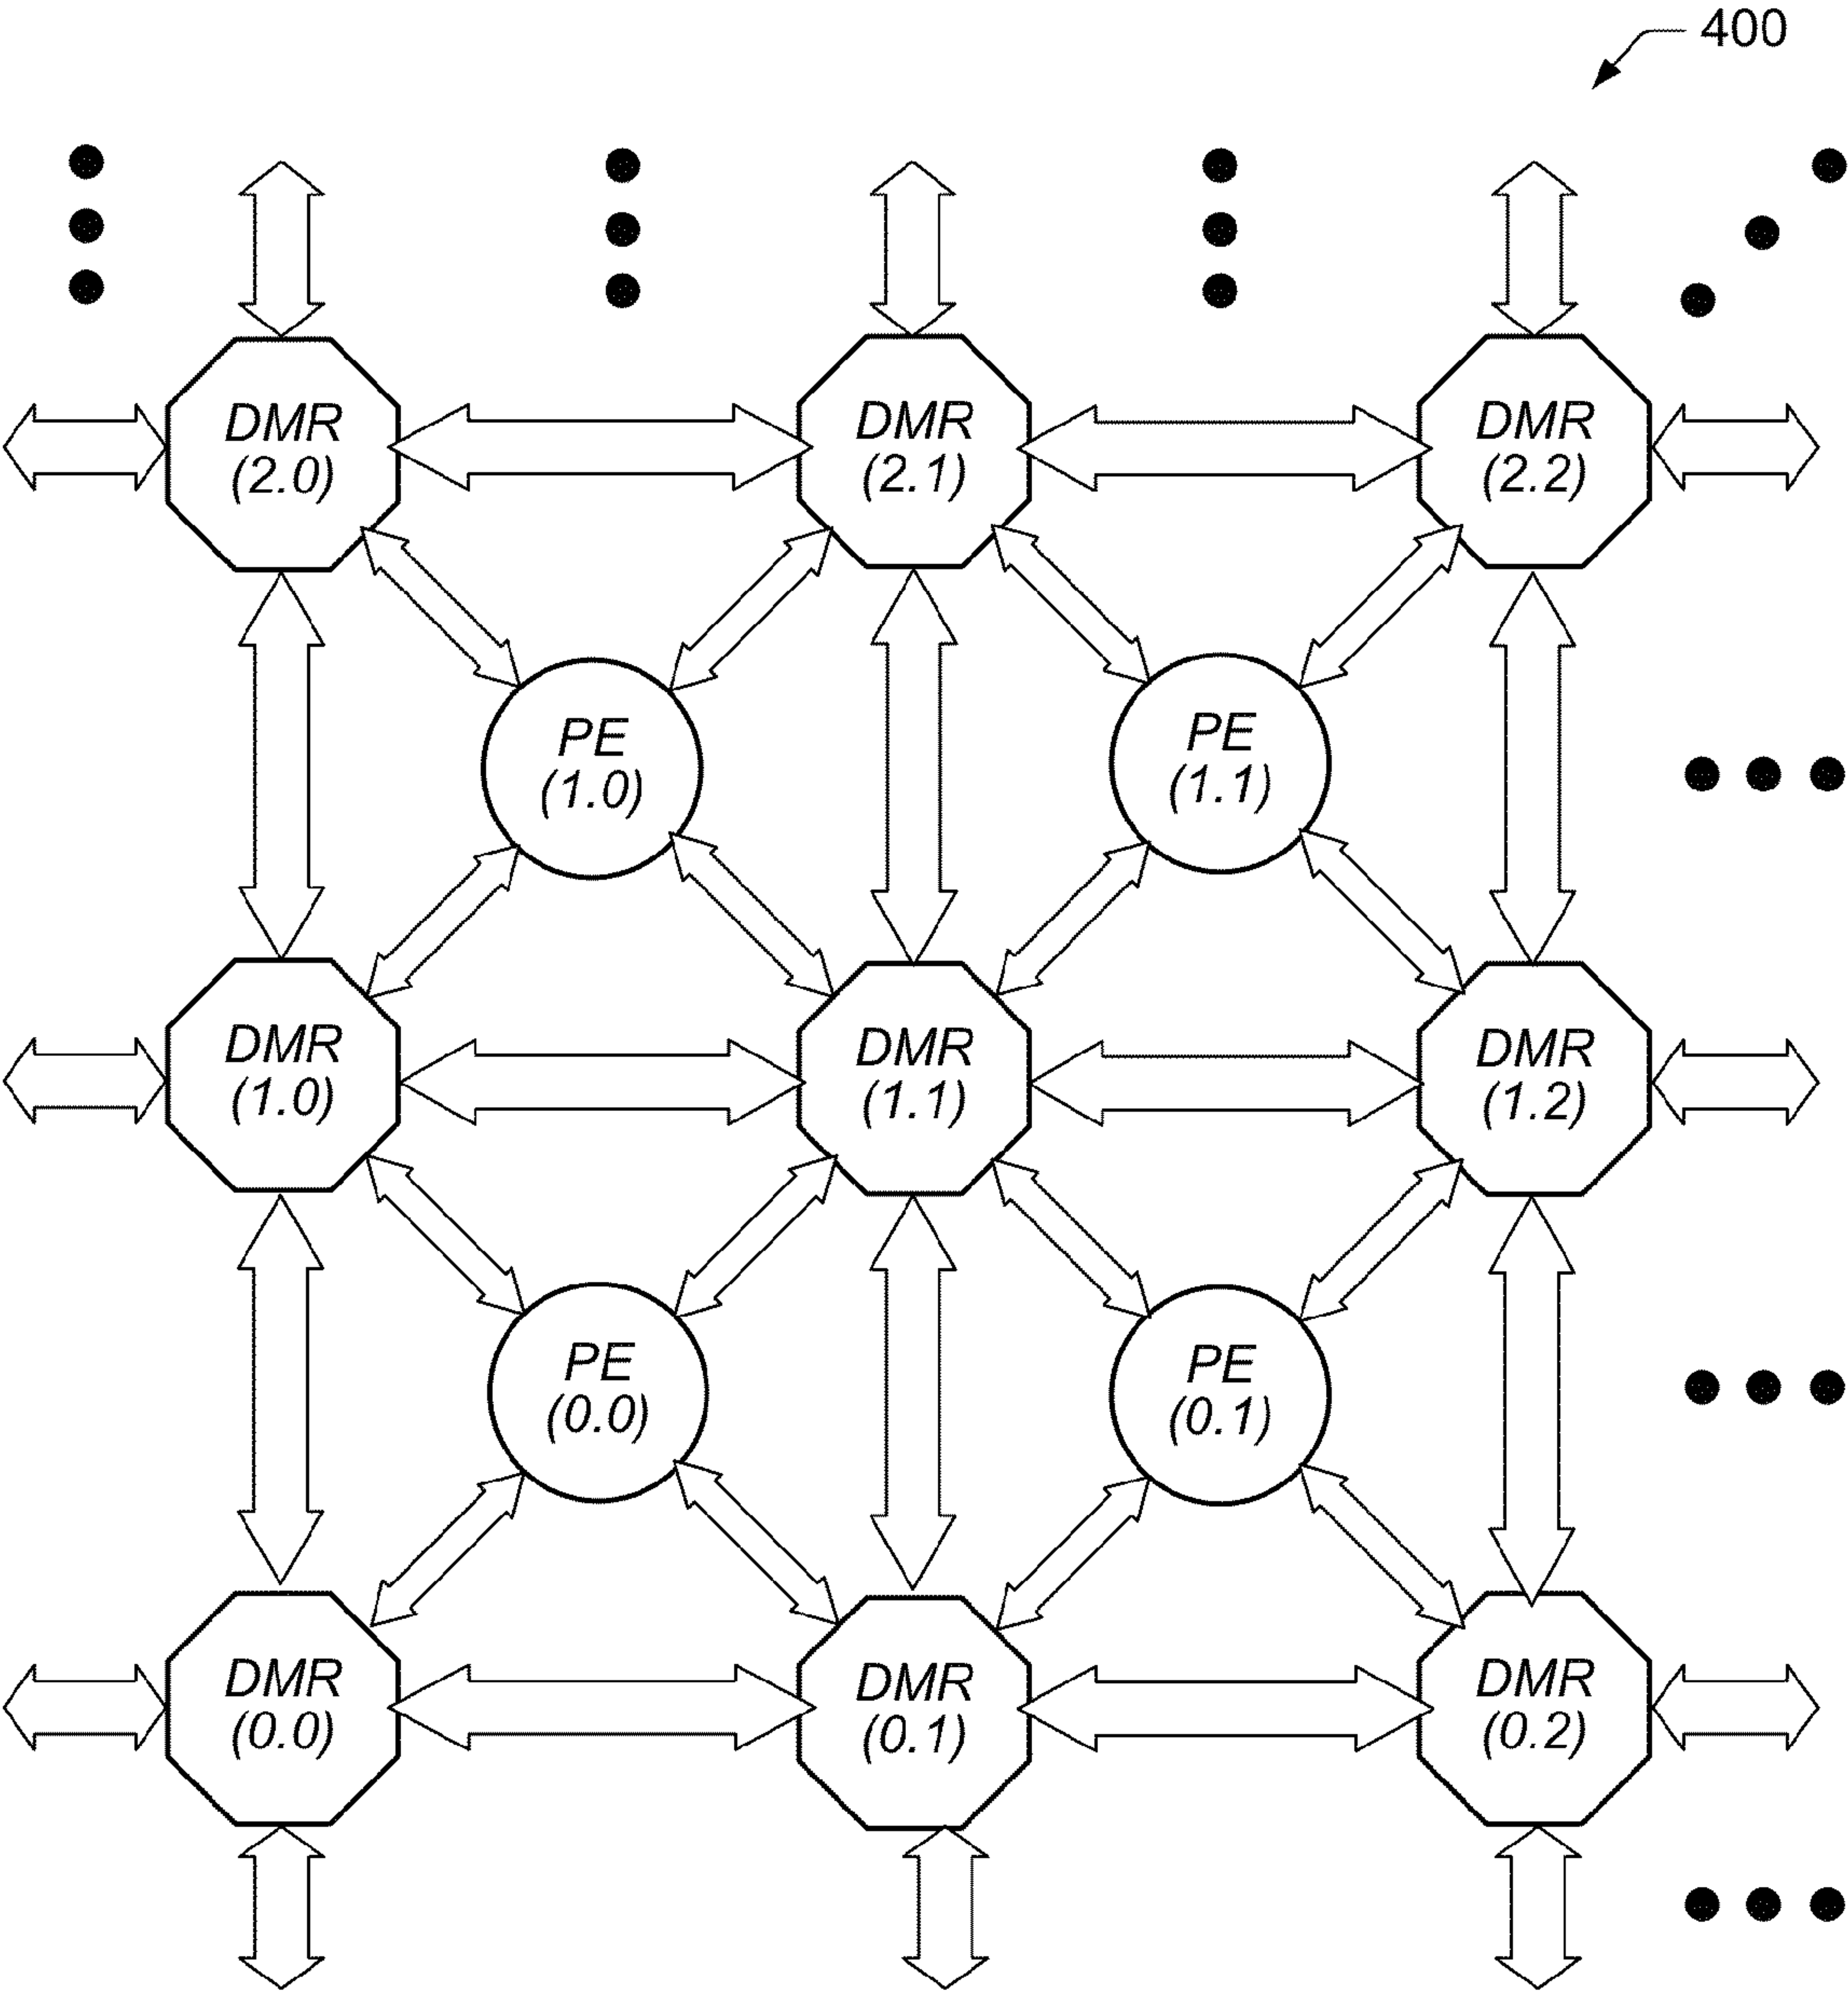 400
DMR
(2.0)
DMR
(2.1)
DMR
(2.2)
PE
(1.0)
PE
(1.1)
DMR
(1.0)
DMR
(1.1)
DMR
(1.2)
PE
(0.0)
PE
(0.1)
DMR
(0.0)
DMR
(0.1)
DMR
(0.2)